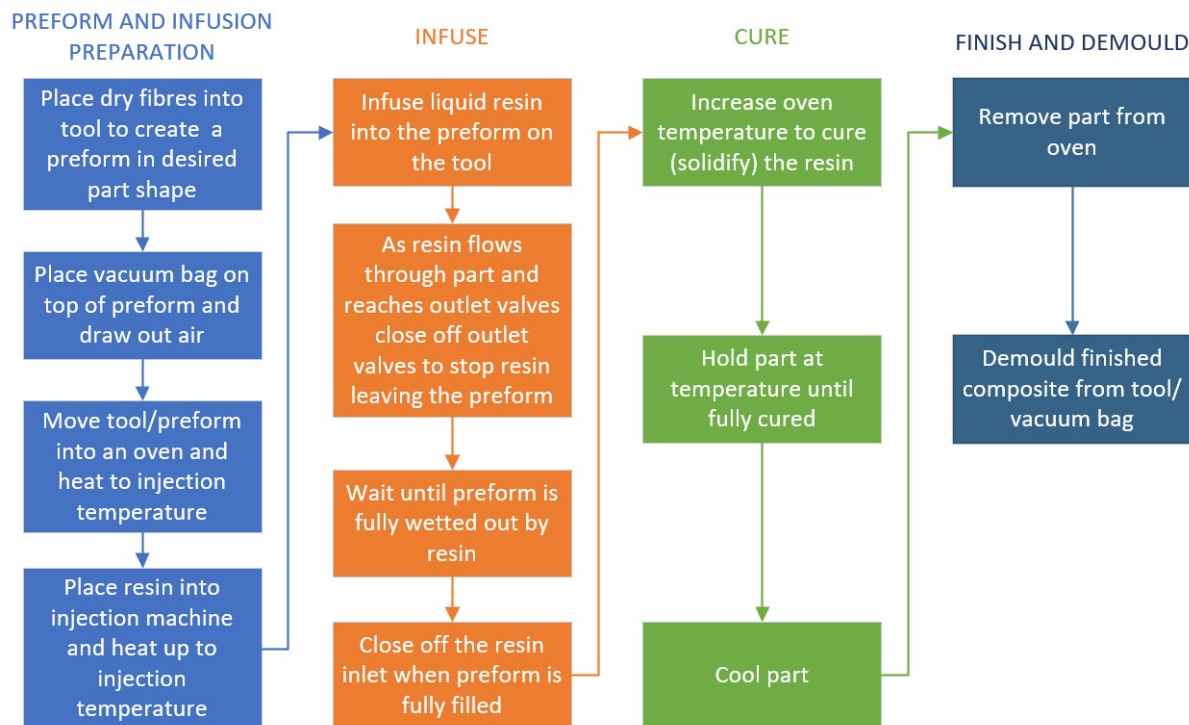 PREFORM AND INFUSION
PREPARATION
Place dry fibres into
tool to create a
preform in desired
part shape
Place vacuum bag on
top of preform and
draw out air
Move tool/preform
into an oven and
heat to injection
temperature
Place resin into
injection machine
and heat up to
injection
temperature
INFUSE
Infuse liquid resin
into the preform on
the tool
As resin flows
through part and
reaches outlet valves
close off outlet
valves to stop resin
leaving the preform
Wait until preform is
fully wetted out by
resin
Close off the resin
inlet when preform is
fully filled
CURE
Increase oven
temperature to cure
(solidify) the resin
Hold part at
temperature until
fully cured
Cool part
FINISH AND DEMOULD
Remove part from
oven
Demould finished
composite from tool/
vacuum bag